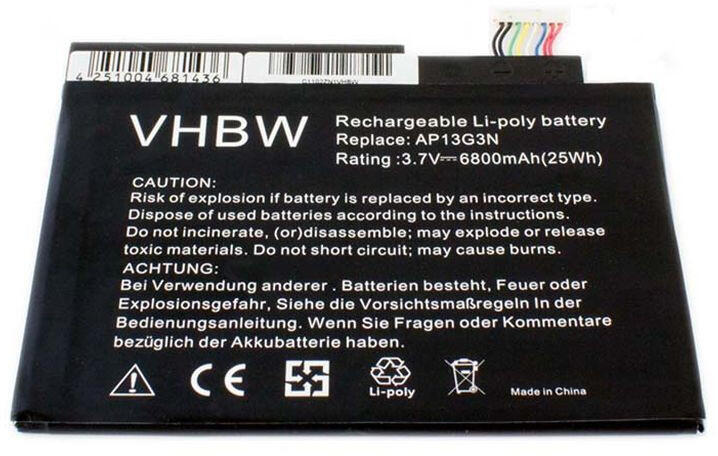 4 251004 681436
C1102ZN1VHBW
VHBW
Rechargeable Li-poly battery
Replace: AP13G3N
Rating : 3.7V⎓ 6800mAh(25Wh)
CAUTION:
Risk of explosion if battery is replaced by an incorrect type.
Dispose of used batteries according to the instructions.
Do not incinerate, (or)disassemble; may explode or release
toxic materials. Do not short circuit; may cause burns.
ACHTUNG:
Bei Verwendung anderer . Batterien besteht, Feuer oder
Explosionsgefahr, Siehe die Vorsichtsmaßregeln In der
Bedienungsanleitung. Wenn Sie Fragen oder Kommentare
bezüglich der Akkubatterie haben.
CE
Li-poly
Made in China